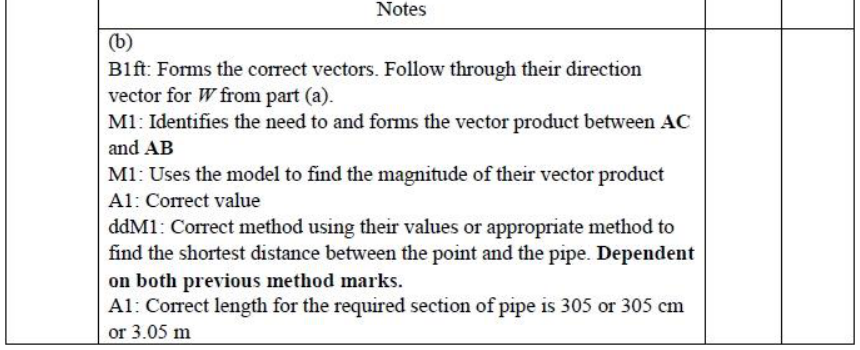 Notes
(b)
B1ft: Forms the correct vectors. Follow through their direction
vector for W from part (a).
M1: Identifies the need to and forms the vector product between AC
and AB
M1: Uses the model to find the magnitude of their vector product
A1: Correct value
ddM1: Correct method using their values or appropriate method to
find the shortest distance between the point and the pipe. Dependent
on both previous method marks.
A1: Correct length for the required section of pipe is 305 or 305 cm
or 3.05 m